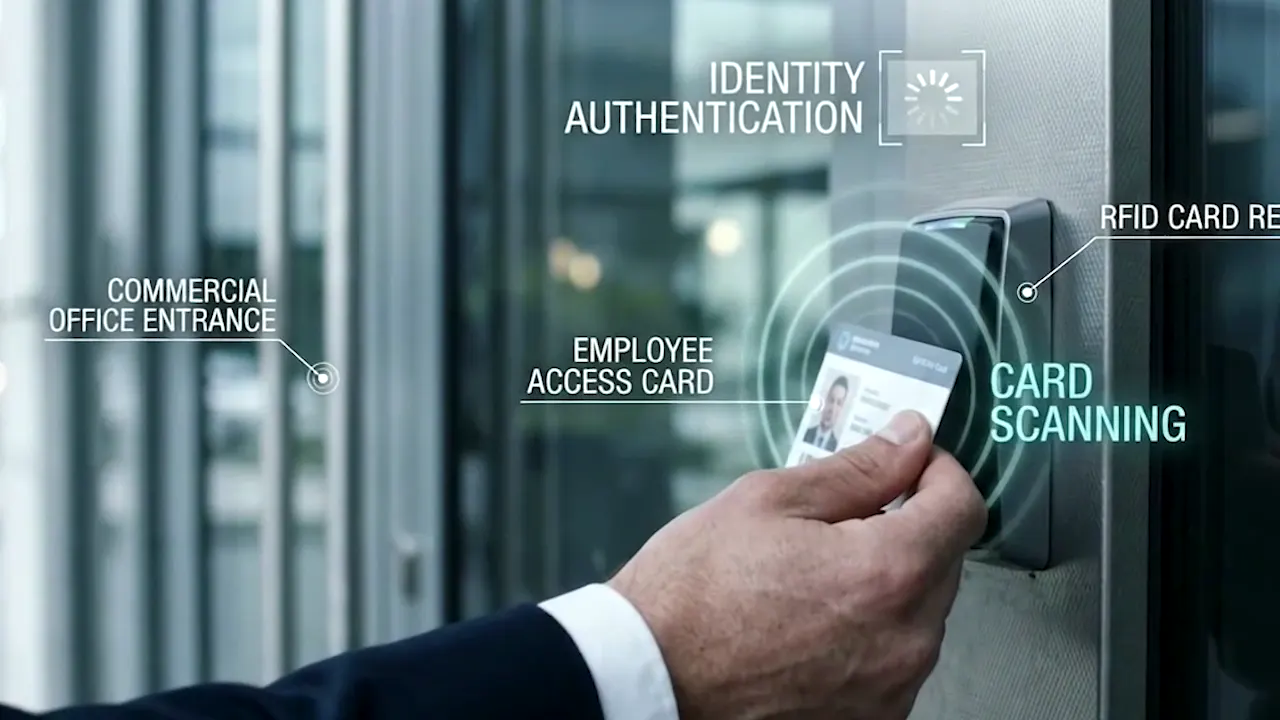 IDENTITY
AUTHENTICATION
RFID CARD RE
COMMERCIAL
OFFICE ENTRANCE
EMPLOYEE
ACCESS CARD
CARD
SCANNING